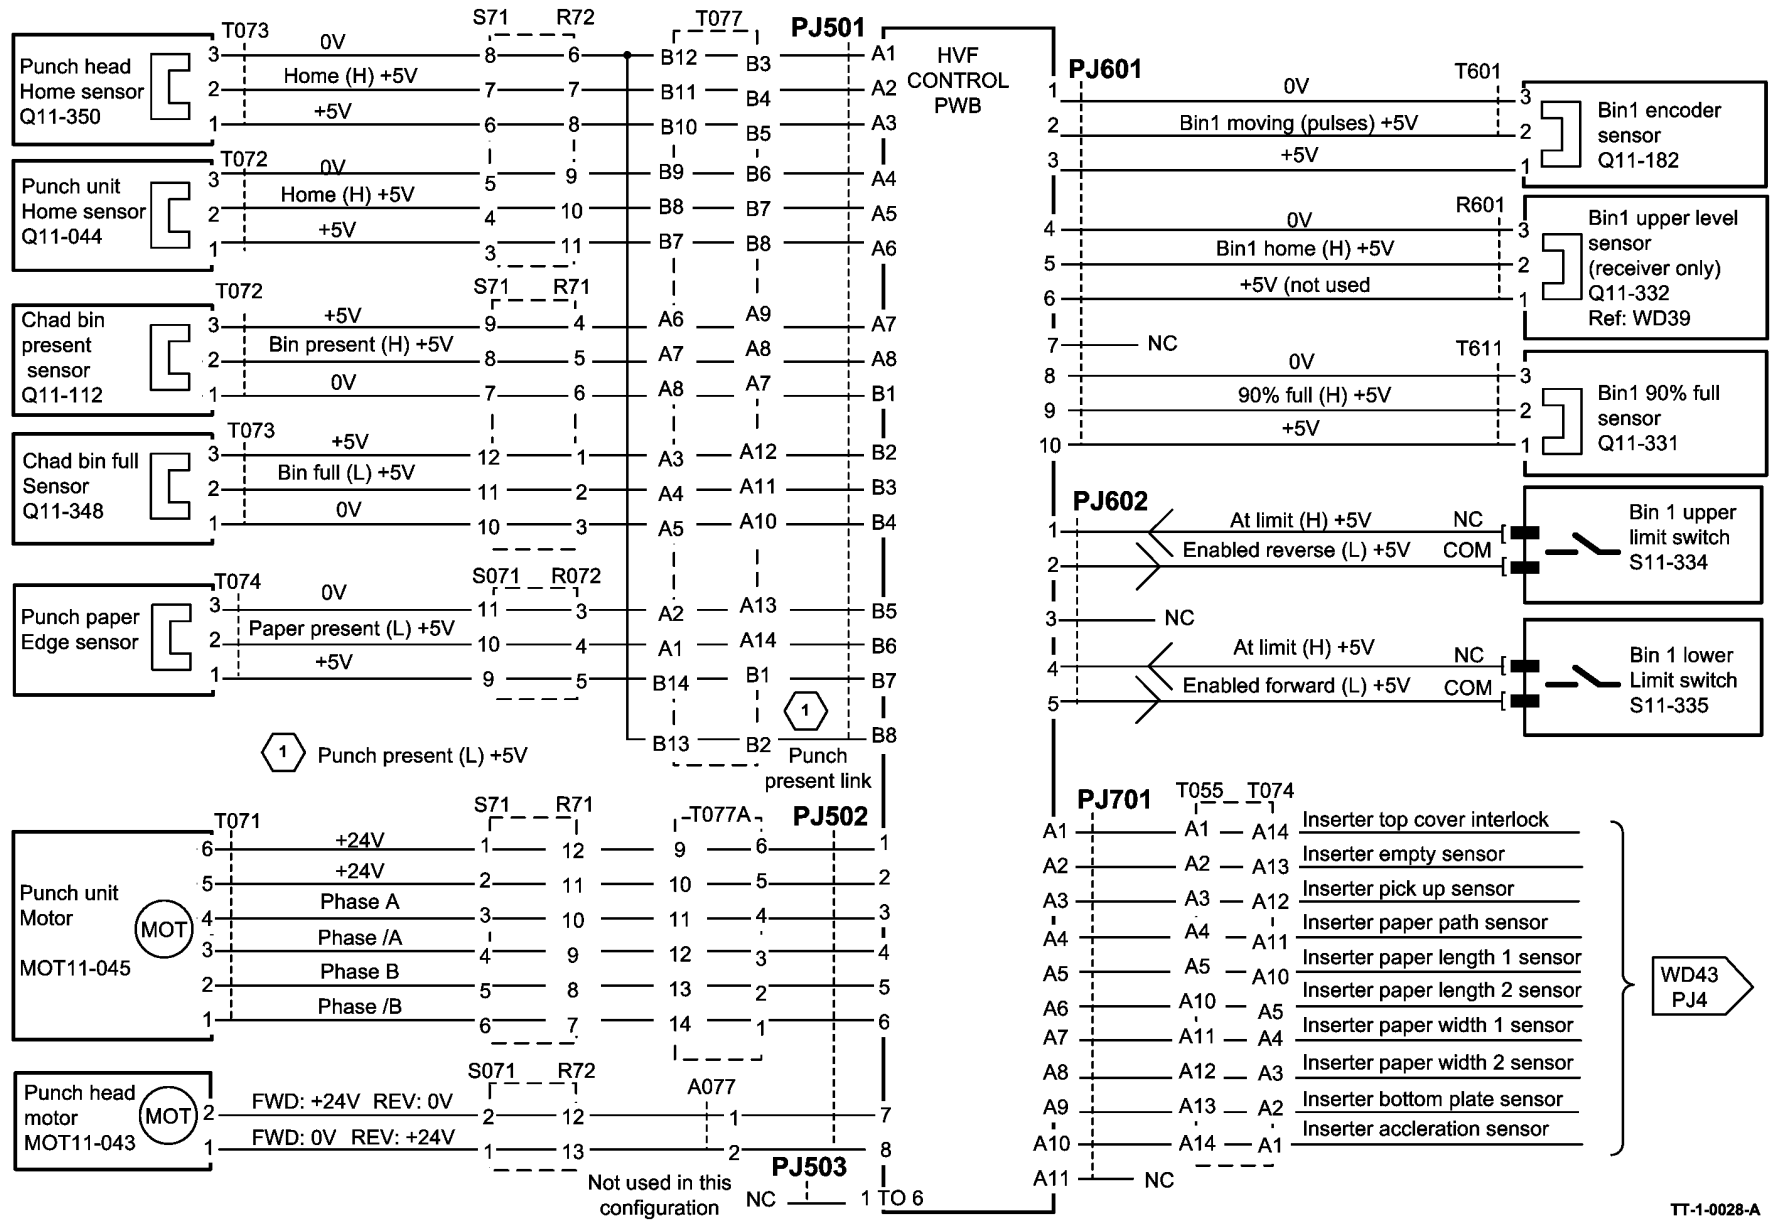 S71 R72 T077 PJ501
Punch head
Home sensor
Q11-350
T073
3 0V 8 6 B12 B3 A1
2 Home (H) +5V 7 7 B11 B4 A2
1 +5V 6 8 B10 B5 A3
HVF
CONTROL
PWB
Punch unit
Home sensor
Q11-044
T072
3 0V 5 9 B9 B6 A4
2 Home (H) +5V 4 10 B8 B7 A5
1 +5V 3 11 B7 B8 A6
Chad bin
present
sensor
Q11-112
T072 S71 R71
3 +5V 9 4 A6 A9 A7
2 Bin present (H) +5V 8 5 A7 A8 A8
1 0V 7 6 A8 A7 B1
Chad bin full
Sensor
Q11-348
T073
3 +5V 12 1 A3 A12 B2
2 Bin full (L) +5V 11 2 A4 A11 B3
1 0V 10 3 A5 A10 B4
Punch paper
Edge sensor
T074 S071 R072
3 0V 11 3 A2 A13 B5
2 Paper present (L) +5V 10 4 A1 A14 B6
1 +5V 9 5 B14 B1 B7
1
B13 B2 B8
Punch
present link
1 Punch present (L) +5V
Punch unit
Motor
MOT11-045
MOT
T071 S71 R71 T077A PJ502
6 +24V 1 12 9 6 1
5 +24V 2 11 10 5 2
4 Phase A 3 10 11 4 3
3 Phase /A 4 9 12 3 4
2 Phase B 5 8 13 2 5
1 Phase /B 6 7 14 1 6
Punch head
motor
MOT11-043
MOT
S071 R72 A077
2 FWD: +24V REV: 0V 2 12 1 7
1 FWD: 0V REV: +24V 1 13 2 8
Not used in this
configuration
PJ503
NC 1 TO 6
PJ601
T601
1 0V 3
2 Bin1 moving (pulses) +5V 2
3 +5V 1
Bin1 encoder
sensor
Q11-182
R601
4 0V 3
5 Bin1 home (H) +5V 2
6 +5V (not used 1
Bin1 upper level
sensor
(receiver only)
Q11-332
Ref: WD39
7 NC
T611
8 0V 3
9 90% full (H) +5V 2
10 +5V 1
Bin1 90% full
sensor
Q11-331
PJ602
1 At limit (H) +5V NC
2 Enabled reverse (L) +5V COM
Bin 1 upper
limit switch
S11-334
3 NC
4 At limit (H) +5V NC
5 Enabled forward (L) +5V COM
Bin 1 lower
Limit switch
S11-335
PJ701 T055 T074
A1 A1 A14 Inserter top cover interlock
A2 A2 A13 Inserter empty sensor
A3 A3 A12 Inserter pick up sensor
A4 A4 A11 Inserter paper path sensor
A5 A5 A10 Inserter paper length 1 sensor
A6 A10 A5 Inserter paper length 2 sensor
A7 A11 A4 Inserter paper width 1 sensor
A8 A12 A3 Inserter paper width 2 sensor
A9 A13 A2 Inserter bottom plate sensor
A10 A14 A1 Inserter accleration sensor
A11 NC
WD43
PJ4
TT-1-0028-A